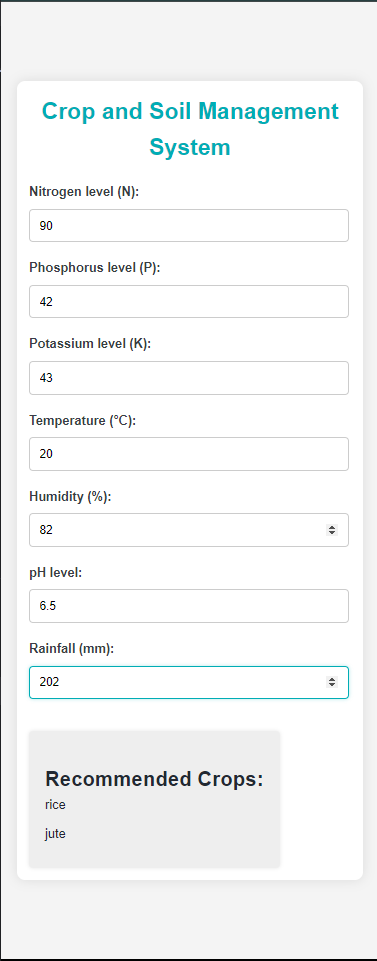 Crop and Soil Management
System
Nitrogen level (N):
90
Phosphorus level (P):
42
Potassium level (K):
43
Temperature (°C):
20
Humidity (%):
82
pH level:
6.5
Rainfall (mm):
202
Recommended Crops:
rice
jute